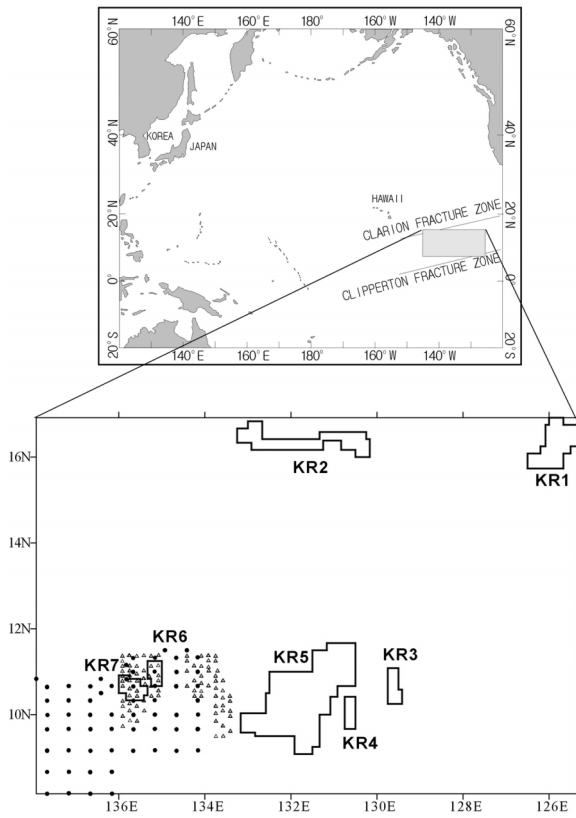 140°E 160°E 180° 160°W 140°W
60°N 60°N
40°N 40°N
KOREA
JAPAN
HAWAII
20°N 20°N
CLARION FRACTURE ZONE
0° 0°
CLIPPERTON FRACTURE ZONE
20°S 20°S
140°E 160°E 180° 160°W 140°W
16N
KR2
KR1
14N
12N
KR6
KR7
KR5
KR3
10N
KR4
136E 134E 132E 130E 128E 126E